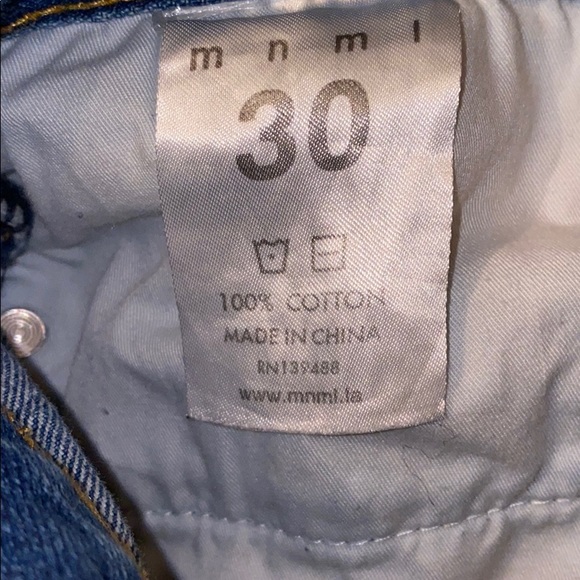 m n m l
30
100% COTTON
MADE IN CHINA
RN139488
www.mnml.la